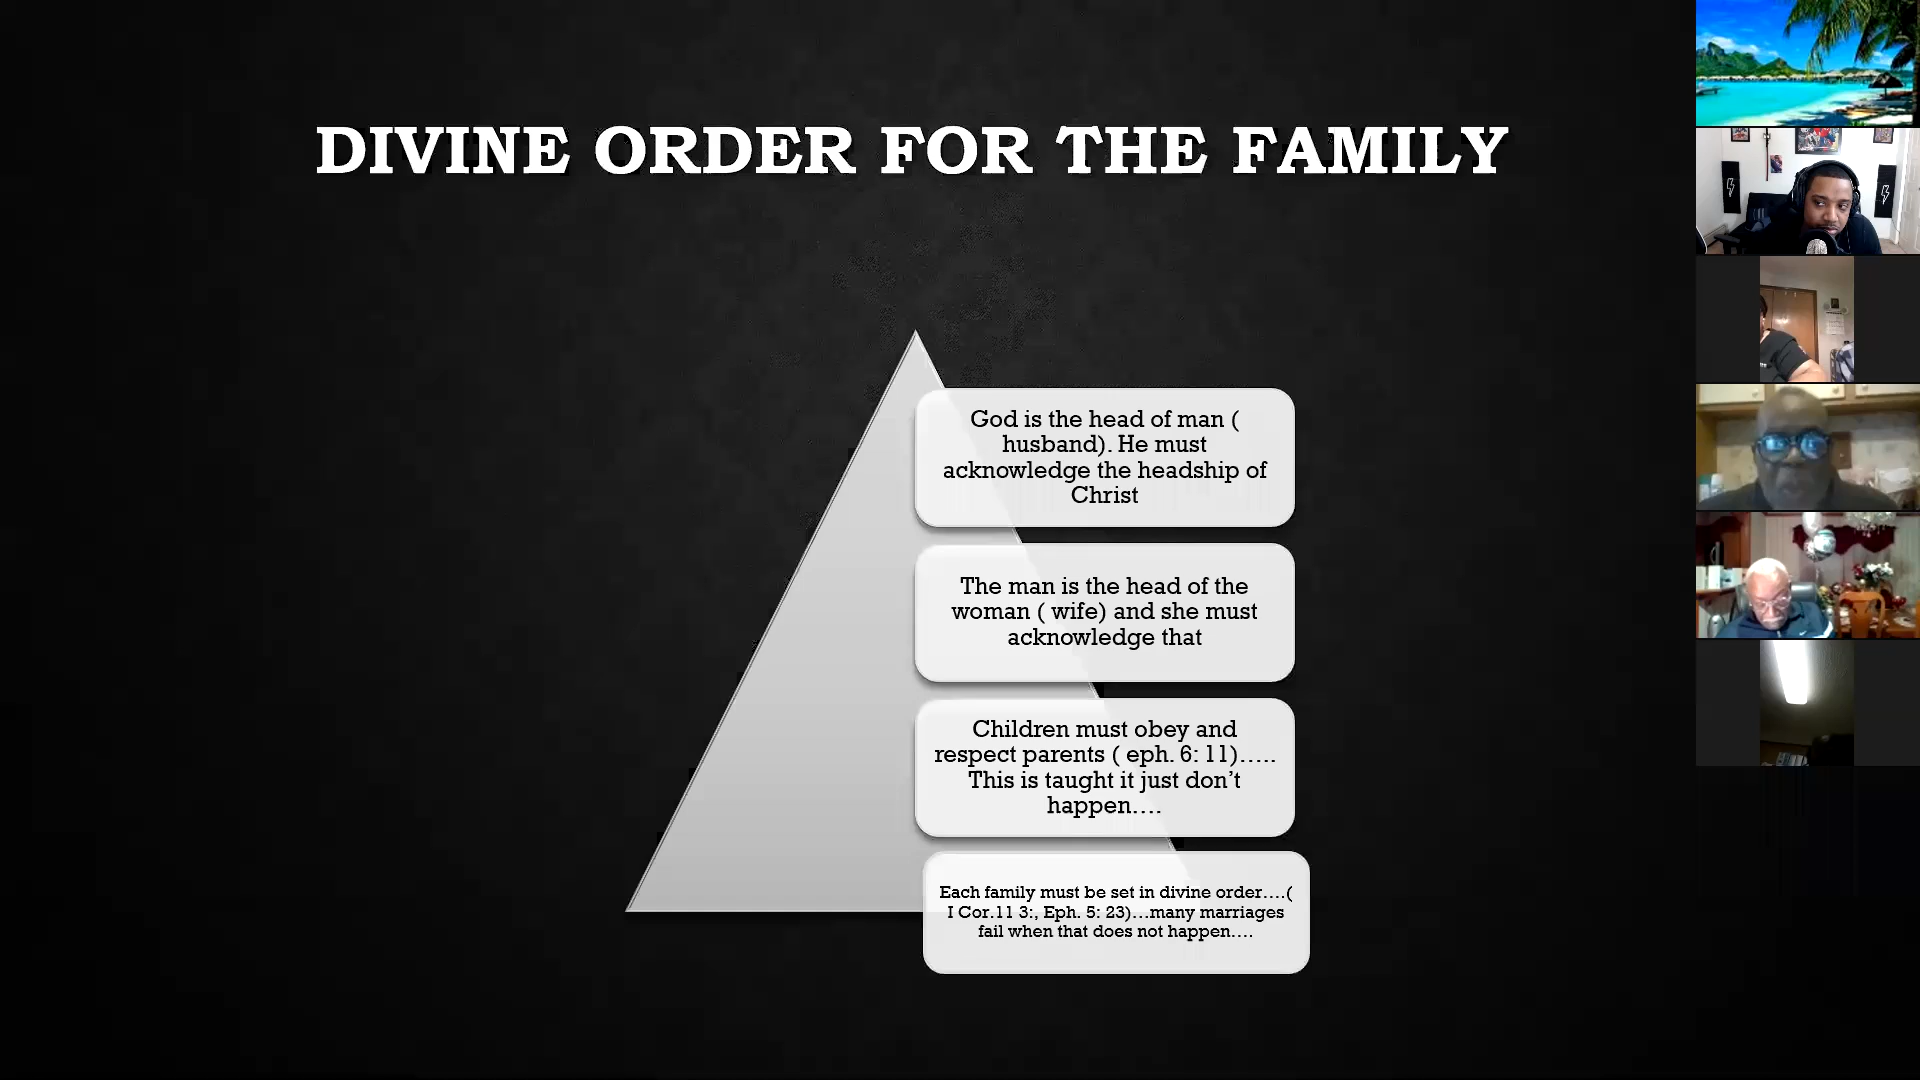 DIVINE ORDER FOR THE FAMILY
God is the head of man (
husband). He must
acknowledge the headship of
Christ
The man is the head of the
woman ( wife) and she must
acknowledge that
Children must obey and
respect parents ( eph. 6: 11)…..
This is taught it just don’t
happen….
Each family must be set in divine order….(
I Cor.11 3:, Eph. 5: 23)…many marriages
fail when that does not happen….